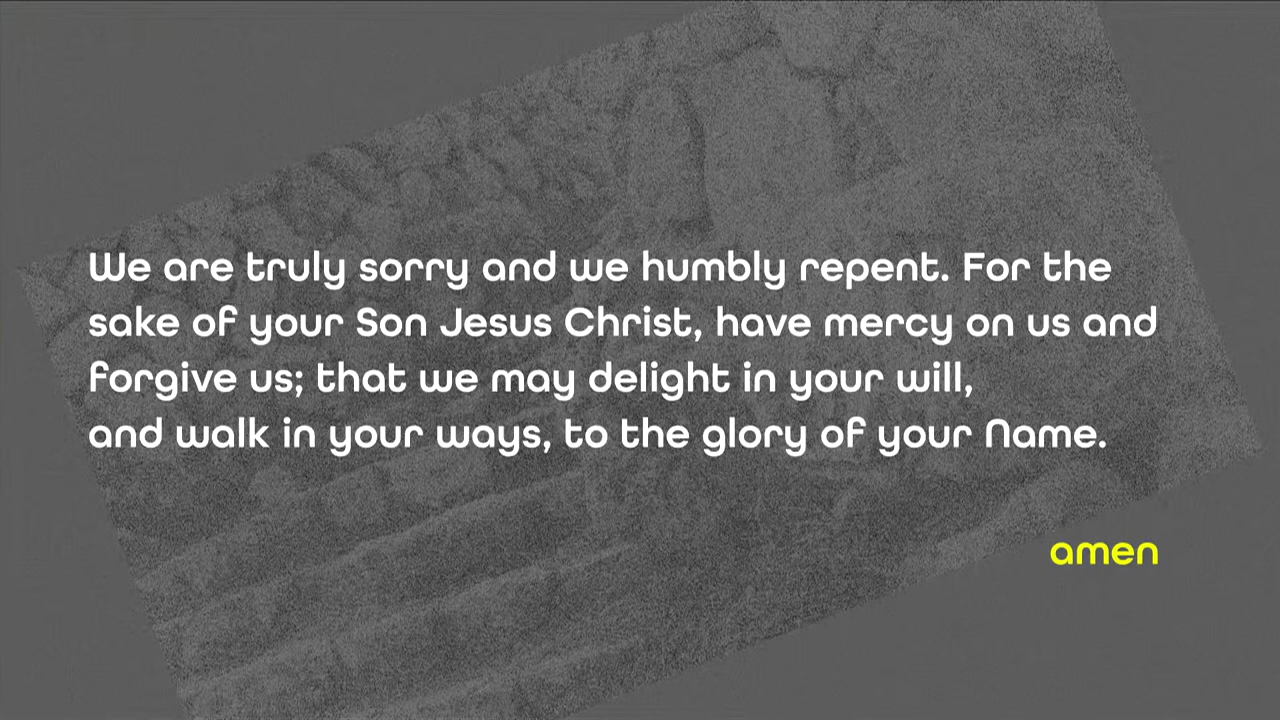 We are truly sorry and we humbly repent. For the
sake of your Son Jesus Christ, have mercy on us and
forgive us; that we may delight in your will,
and walk in your ways, to the glory of your Name.
amen